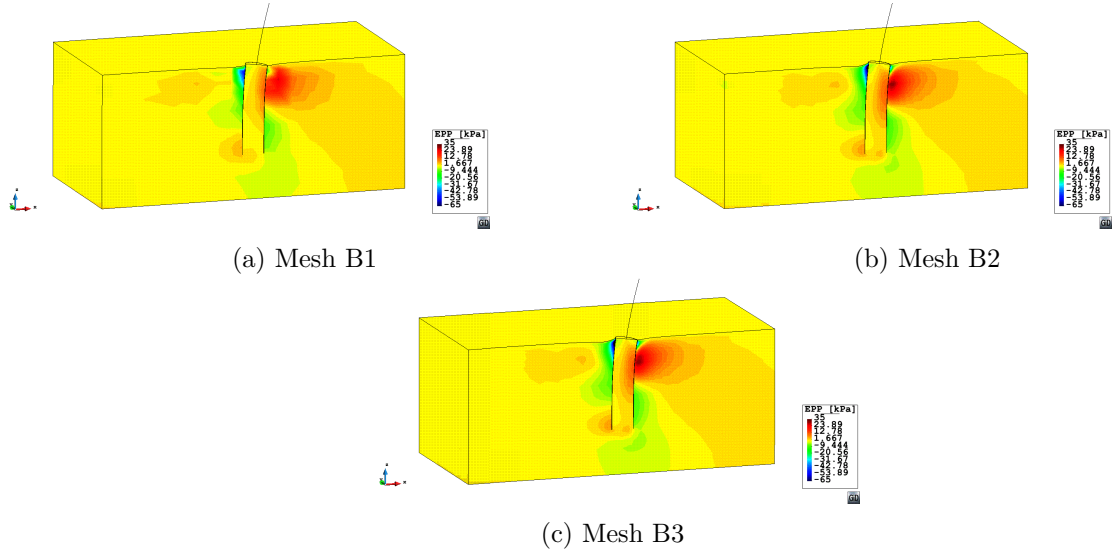 EPP [kPa]
35
23.89
12.78
1.667
-9.444
-20.56
-31.67
-42.78
-53.89
-65
z
x
GD
(a) Mesh B1
EPP [kPa]
35
23.89
12.78
1.667
-9.444
-20.56
-31.67
-42.78
-53.89
-65
z
x
GD
(b) Mesh B2
EPP [kPa]
35
23.89
12.78
1.667
-9.444
-20.56
-31.67
-42.78
-53.89
-65
z
x
GD
(c) Mesh B3